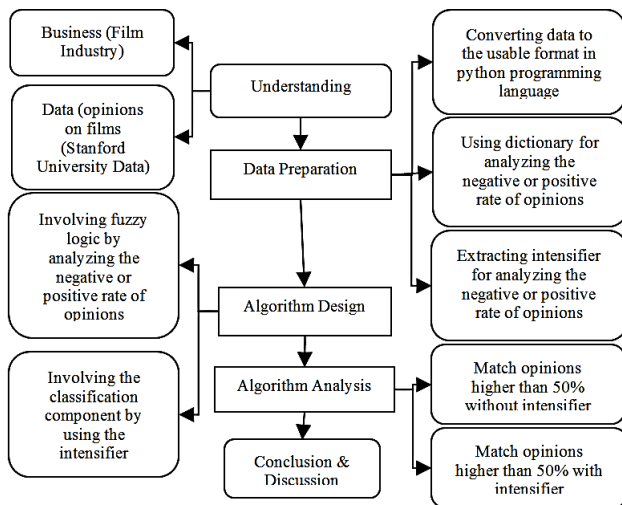 Business (Film
Industry)
Data (opinions
on films
(Stanford
University Data)
Involving fuzzy
logic by
analyzing the
negative or
positive rate of
opinions
Involving the
classification
component by
using the
intensifier
Understanding
Data Preparation
Algorithm Design
Algorithm Analysis
Conclusion &
Discussion
Converting data to
the usable format in
python programming
language
Using dictionary for
analyzing the
negative or positive
rate of opinions
Extracting intensifier
for analyzing the
negative or positive
rate of opinions
Match opinions
higher than 50%
without intensifier
Match opinions
higher than 50% with
intensifier